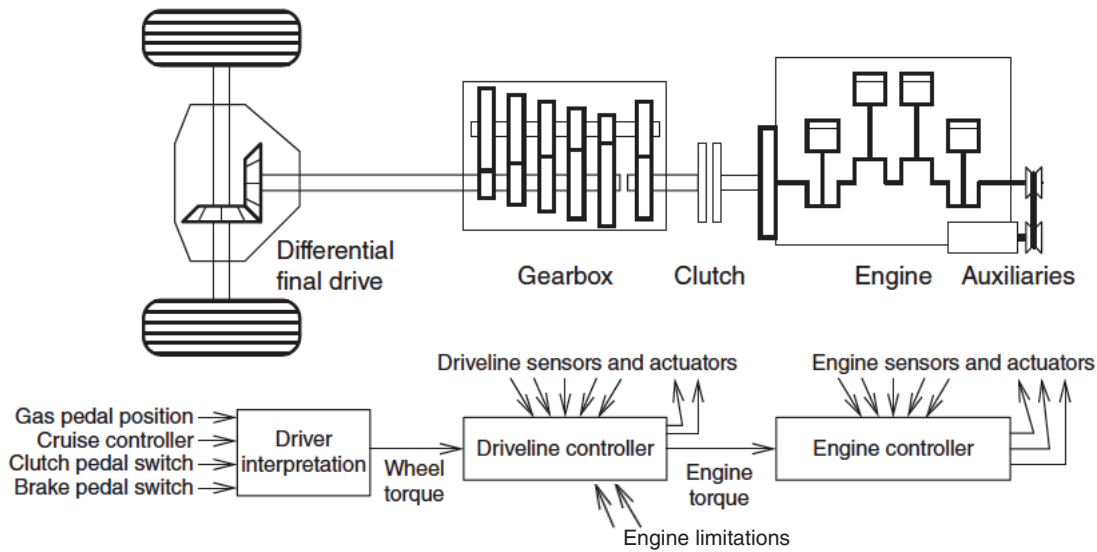 Differential
final drive
Gearbox
Clutch
Engine
Auxiliaries
Driveline sensors and actuators
Engine sensors and actuators
Gas pedal position
Cruise controller
Clutch pedal switch
Brake pedal switch
Driver
interpretation
Wheel
torque
Driveline controller
Engine
torque
Engine controller
Engine limitations